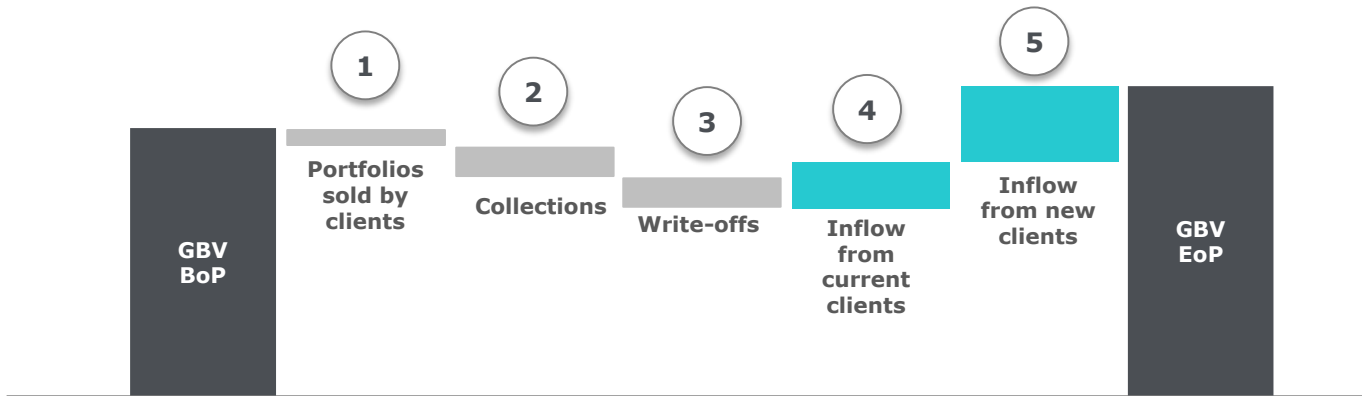 5
1
4
2
3
Portfolios
sold by
clients
Collections
Write-offs
Inflow
from
current
clients
Inflow
from new
clients
GBV
BoP
GBV
EoP